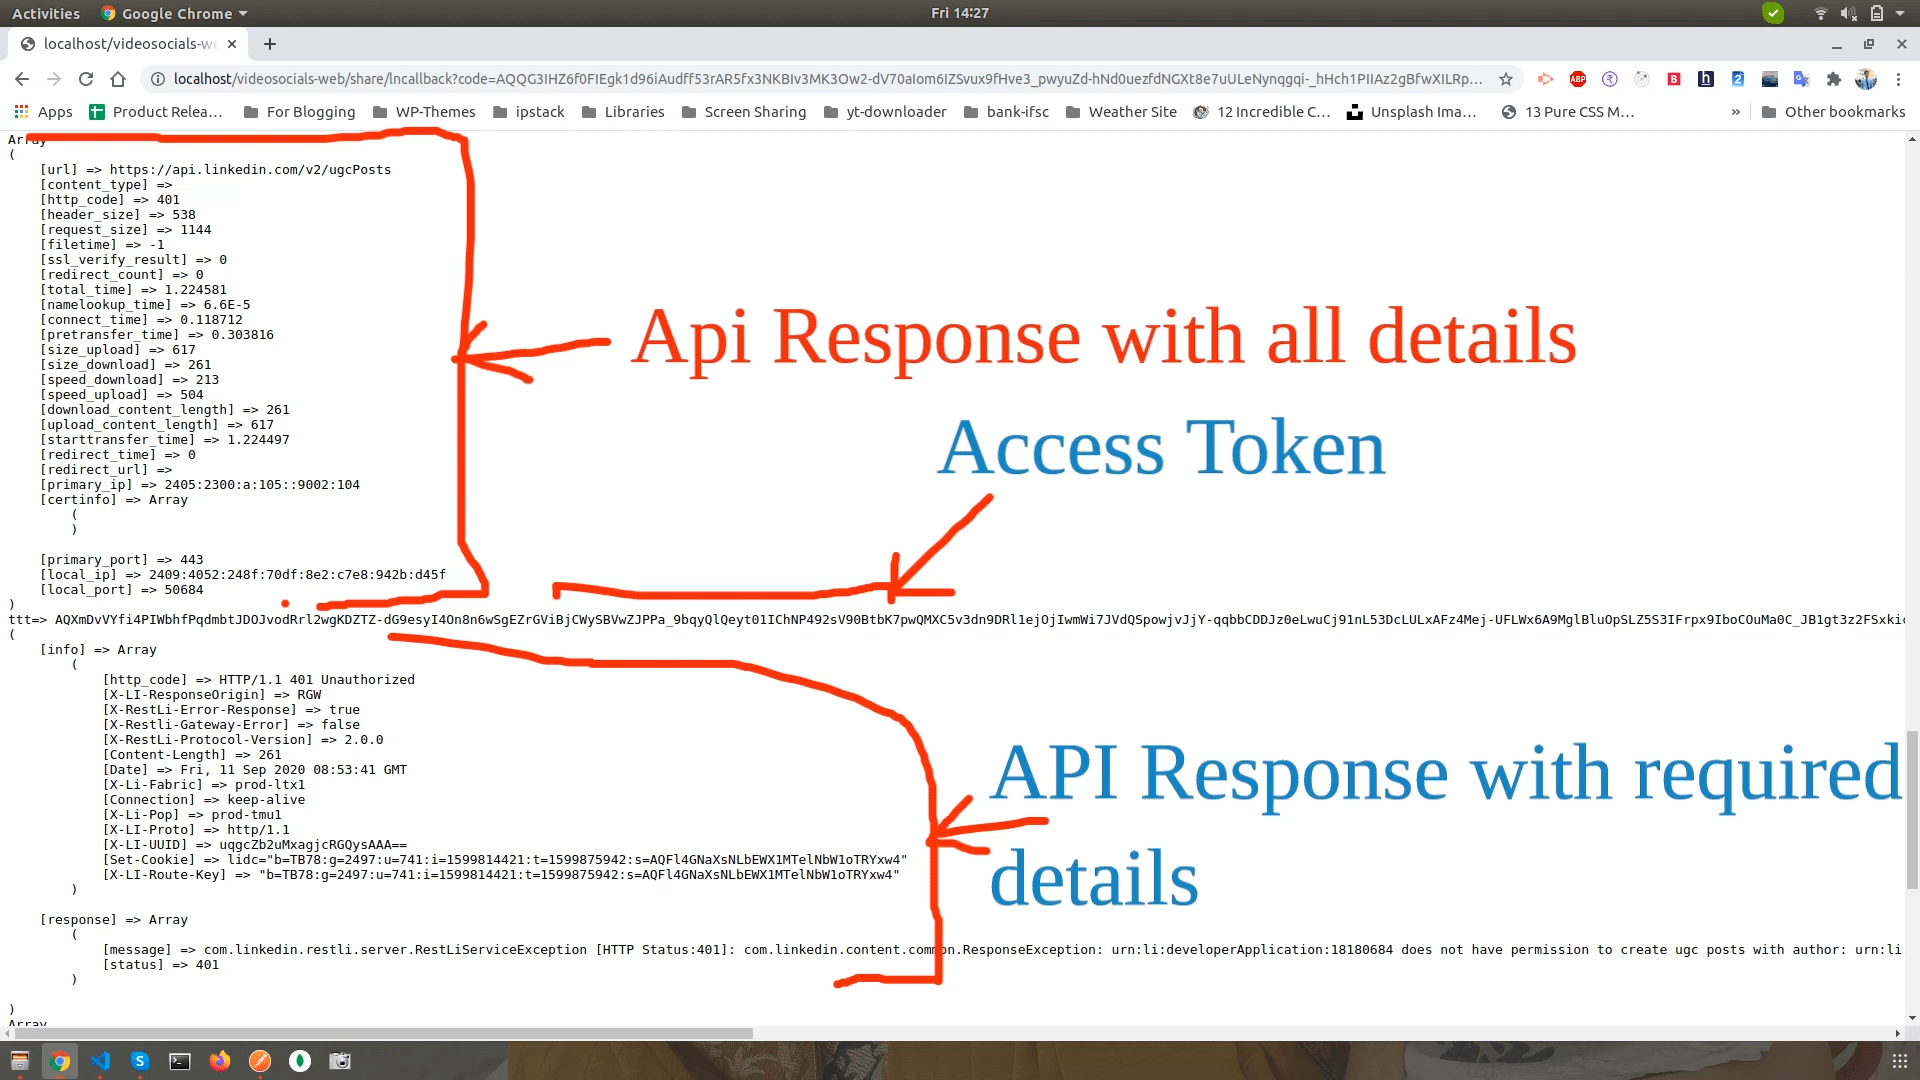 Activities Google Chrome Fri 14:27
localhost/videosocials-we
localhost/videosocials-web/share/lncallback?code=
Apps Product Relea… For Blogging WP-Themes ipstack Libraries Screen Sharing yt-downloader bank-ifsc Weather Site 12 Incredible C… Unsplash Ima… 13 Pure CSS M… » Other bookmarks
Array
(
[url] => https://api.linkedin.com/v2/ugcPosts
[content_type] =>
[http_code] => 401
[header_size] => 538
[request_size] => 1144
[filetime] => -1
[ssl_verify_result] => 0
[redirect_count] => 0
[total_time] => 1.224581
[namelookup_time] => 6.6E-5
[connect_time] => 0.118712
[pretransfer_time] => 0.303816
[size_upload] => 617
[size_download] => 261
[speed_download] => 213
[speed_upload] => 504
[download_content_length] => 261
[upload_content_length] => 617
[starttransfer_time] => 1.224497
[redirect_time] => 0
[redirect_url] =>
[primary_ip] => 2405:2300:a:105::9002:104
[certinfo] => Array
(
)
[primary_port] => 443
[local_ip] => 2409:4052:248f:70df:8e2:c7e8:942b:d45f
[local_port] => 50684
)
Api Response with all details
Access Token
ttt=>
(
[info] => Array
(
[http_code] => HTTP/1.1 401 Unauthorized
[X-LI-ResponseOrigin] => RGW
[X-RestLi-Error-Response] => true
[X-Restli-Gateway-Error] => false
[X-RestLi-Protocol-Version] => 2.0.0
[Content-Length] => 261
[Date] => Fri, 11 Sep 2020 08:53:41 GMT
[X-Li-Fabric] => prod-ltx1
[Connection] => keep-alive
[X-Li-Pop] => prod-tmu1
[X-LI-Proto] => http/1.1
[X-LI-UUID] => uqgcZb2uMxagjcRGQysAAA==
[Set-Cookie] => lidc="b=TB78:g=2497:u=741:i=1599814421:t=1599875942:s=AQFl4GNaXsNLbEWX1MTelNbW1oTRYxw4"
[X-LI-Route-Key] => "b=TB78:g=2497:u=741:i=1599814421:t=1599875942:s=AQFl4GNaXsNLbEWX1MTelNbW1oTRYxw4"
)
API Response with required
details
[response] => Array
(
[message] => com.linkedin.restli.server.RestLiServiceException [HTTP Status:401]: com.linkedin.content.common.ResponseException: urn:li:developerApplication:18180684 does not have permission to create ugc posts with author: urn:li
[status] => 401
)
)
Array